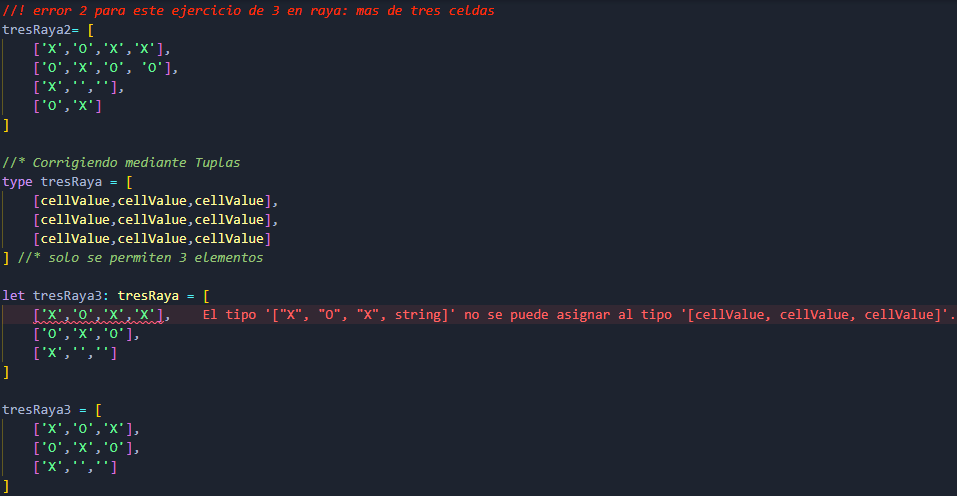 //! error 2 para este ejercicio de 3 en raya: mas de tres celdas
tresRaya2= [
    ['X','O','X','X'],
    ['O','X','O', 'O'],
    ['X','',''],
    ['O','X']
]

//* Corrigiendo mediante Tuplas
type tresRaya = [
    [cellValue,cellValue,cellValue],
    [cellValue,cellValue,cellValue],
    [cellValue,cellValue,cellValue]
] //* solo se permiten 3 elementos

let tresRaya3: tresRaya = [
    ['X','O','X','X'],    El tipo '["X", "O", "X", string]' no se puede asignar al tipo '[cellValue, cellValue, cellValue]'.
    ['O','X','O'],
    ['X','','']
]

tresRaya3 = [
    ['X','O','X'],
    ['O','X','O'],
    ['X','','']
]